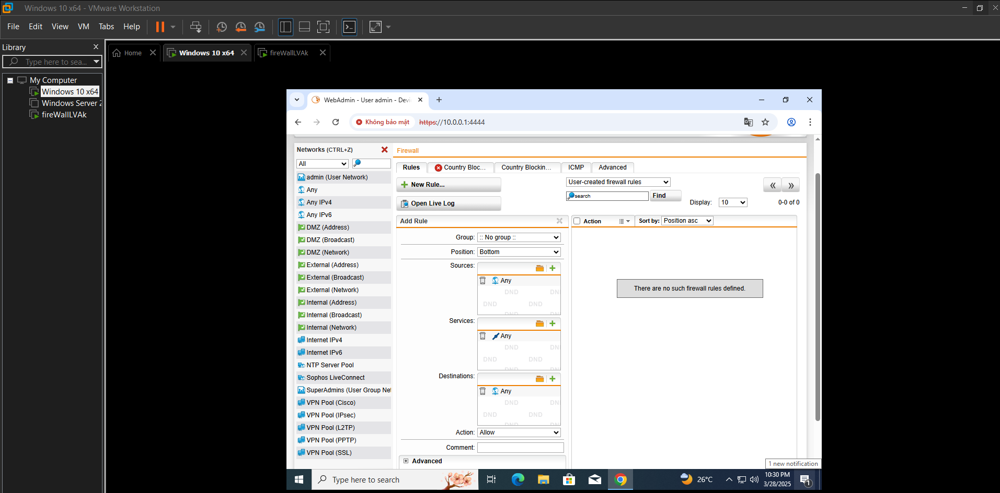 Windows 10 x64 - VMware Workstation
File Edit View VM Tabs Help
Library
Type here to sea...
My Computer
Windows 10 x64
Windows Server 2
fireWallLVAk
Home
Windows 10 x64
fireWallLVAk
WebAdmin - User admin - Devi
Không bảo mật
https://10.0.0.1:4444
Networks (CTRL+Z)
All
admin (User Network)
Any
Any IPv4
Any IPv6
DMZ (Address)
DMZ (Broadcast)
DMZ (Network)
External (Address)
External (Broadcast)
External (Network)
Internal (Address)
Internal (Broadcast)
Internal (Network)
Internet IPv4
Internet IPv6
NTP Server Pool
Sophos LiveConnect
SuperAdmins (User Group Net
VPN Pool (Cisco)
VPN Pool (IPsec)
VPN Pool (L2TP)
VPN Pool (PPTP)
VPN Pool (SSL)
Firewall
Rules
Country Bloc...
Country Blockin...
ICMP
Advanced
New Rule...
Open Live Log
User-created firewall rules
search
Find
Display: 10
0-0 of 0
Add Rule
Group: :: No group ::
Position: Bottom
Sources:
Any
DND DND
DND DND
DND DND
Services:
Any
DND DND
DND DND
DND DND
Destinations:
Any
DND DND
DND DND
DND DND
Action: Allow
Comment:
Advanced
Action
Sort by: Position asc
There are no such firewall rules defined.
1 new notification
Type here to search
26°C
10:30 PM
3/28/2025
1